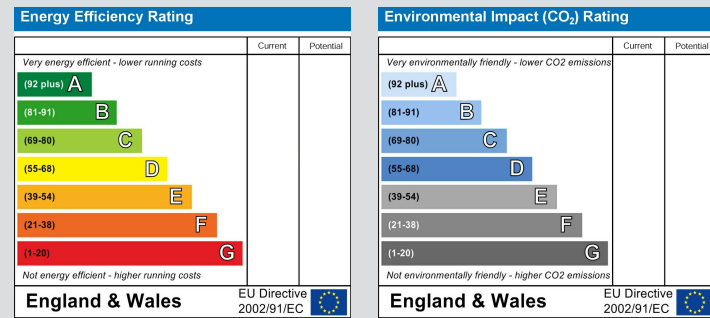 Energy Efficiency Rating
Current Potential
Very energy efficient - lower running costs
(92 plus) A
(81-91) B
(69-80) C
(55-68) D
(39-54) E
(21-38) F
(1-20) G
Not energy efficient - higher running costs
England & Wales
EU Directive
2002/91/EC
Environmental Impact (CO₂) Rating
Current Potential
Very environmentally friendly - lower CO2 emissions
(92 plus) A
(81-91) B
(69-80) C
(55-68) D
(39-54) E
(21-38) F
(1-20) G
Not environmentally friendly - higher CO2 emissions
England & Wales
EU Directive
2002/91/EC